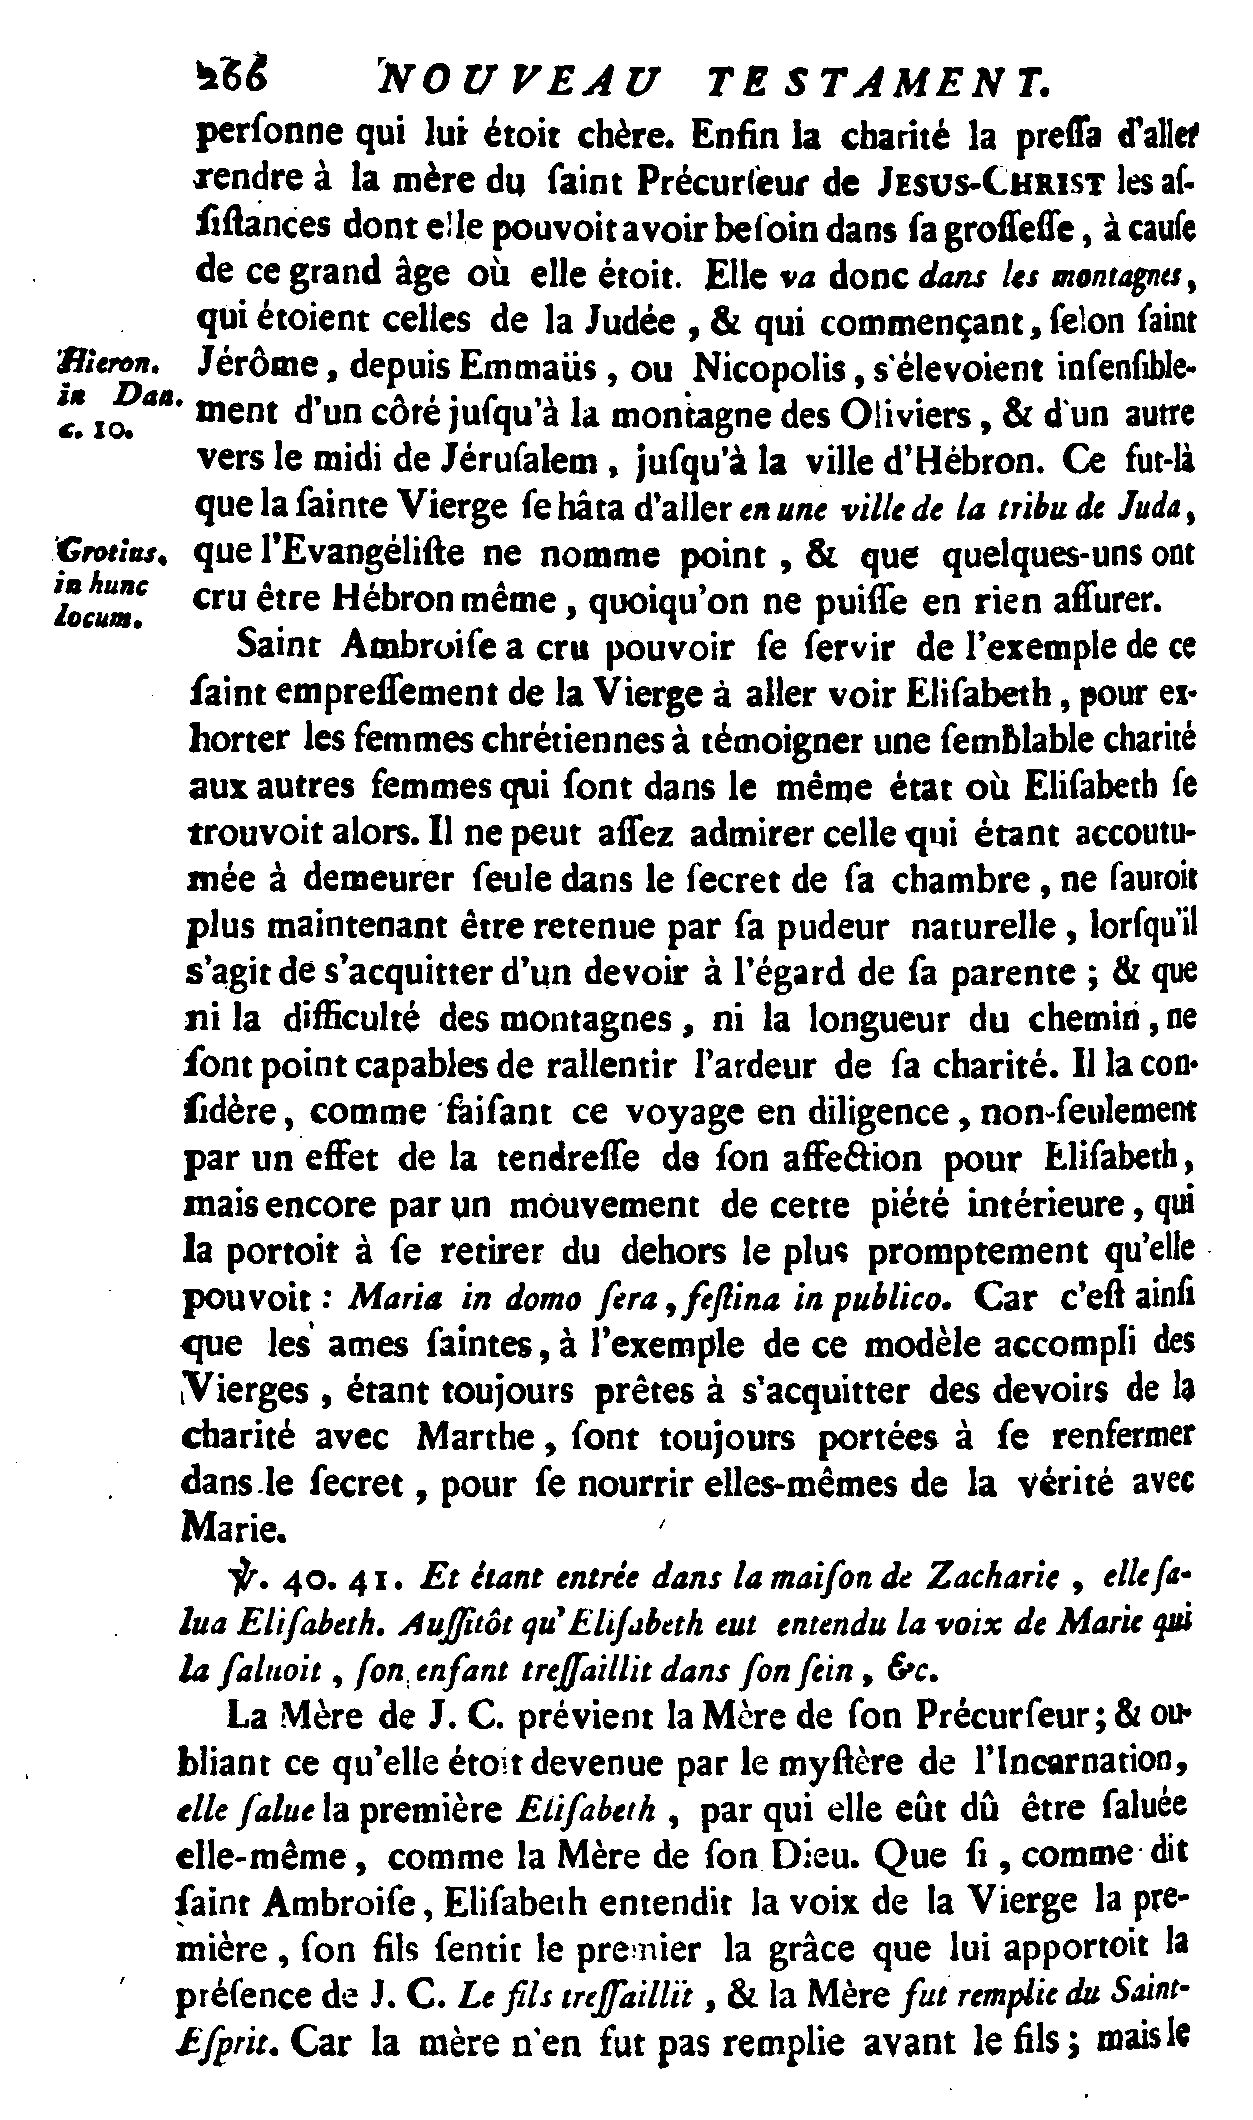 266 NOUVEAU TESTAMENT.
perſonne qui lui étoit chère. Enfin la charité la preſſa d'aller
rendre à la mère du ſaint Précurſeur de JESUS-CHRIST les aſ-
ſiſtances dont elle pouvoit avoir beſoin dans ſa groſſeſſe, à cauſe
de ce grand âge où elle étoit. Elle va donc dans les montagnes,
qui étoient celles de la Judée, & qui commençant, ſelon ſaint
Hieron. Jérôme, depuis Emmaüs, ou Nicopolis, s'élevoient inſenſible-
in Dan. ment d'un côté juſqu'à la montagne des Oliviers, & d'un autre
c. 10.
vers le midi de Jéruſalem, juſqu'à la ville d'Hébron. Ce fut-là
que la ſainte Vierge ſe hâta d'aller en une ville de la tribu de Juda,
Grotius. que l'Evangéliſte ne nomme point, & que quelques-uns ont
in hunc cru être Hébron même, quoiqu'on ne puiſſe en rien aſſurer.
locum.
Saint Ambroiſe a cru pouvoir ſe ſervir de l'exemple de ce
ſaint empreſſement de la Vierge à aller voir Eliſabeth, pour ex-
horter les femmes chrétiennes à témoigner une ſemblable charité
aux autres femmes qui ſont dans le même état où Eliſabeth ſe
trouvoit alors. Il ne peut aſſez admirer celle qui étant accoutu-
mée à demeurer ſeule dans le ſecret de ſa chambre, ne ſauroit
plus maintenant être retenue par ſa pudeur naturelle, lorſqu'il
s'agit de s'acquitter d'un devoir à l'égard de ſa parente ; & que
ni la difficulté des montagnes, ni la longueur du chemin, ne
ſont point capables de rallentir l'ardeur de ſa charité. Il la con-
ſidère, comme faiſant ce voyage en diligence, non-ſeulement
par un effet de la tendreſſe de ſon affection pour Eliſabeth,
mais encore par un mouvement de cette piété intérieure, qui
la portoit à ſe retirer du dehors le plus promptement qu'elle
pouvoit : Maria in domo ſera, feſtina in publico. Car c'eſt ainſi
que les ames ſaintes, à l'exemple de ce modèle accompli des
Vierges, étant toujours prêtes à s'acquitter des devoirs de la
charité avec Marthe, ſont toujours portées à ſe renfermer
dans le ſecret, pour ſe nourrir elles-mêmes de la vérité avec
Marie.
℣. 40. 41. Et étant entrée dans la maiſon de Zacharie, elle ſa-
lua Eliſabeth. Auſſitôt qu'Eliſabeth eut entendu la voix de Marie qui
la ſaluoit, ſon enfant treſſaillit dans ſon ſein, &c.
La Mère de J. C. prévient la Mère de ſon Précurſeur ; & ou-
bliant ce qu'elle étoit devenue par le myſtère de l'Incarnation,
elle ſalue la première Eliſabeth, par qui elle eût dû être ſaluée
elle-même, comme la Mère de ſon Dieu. Que ſi, comme dit
ſaint Ambroiſe, Eliſabeth entendit la voix de la Vierge la pre-
mière, ſon fils ſentit le premier la grâce que lui apportoit la
préſence de J. C. Le fils treſſaillit, & la Mère fut remplie du Saint-
Eſprit. Car la mère n'en fut pas remplie avant le fils ; mais le